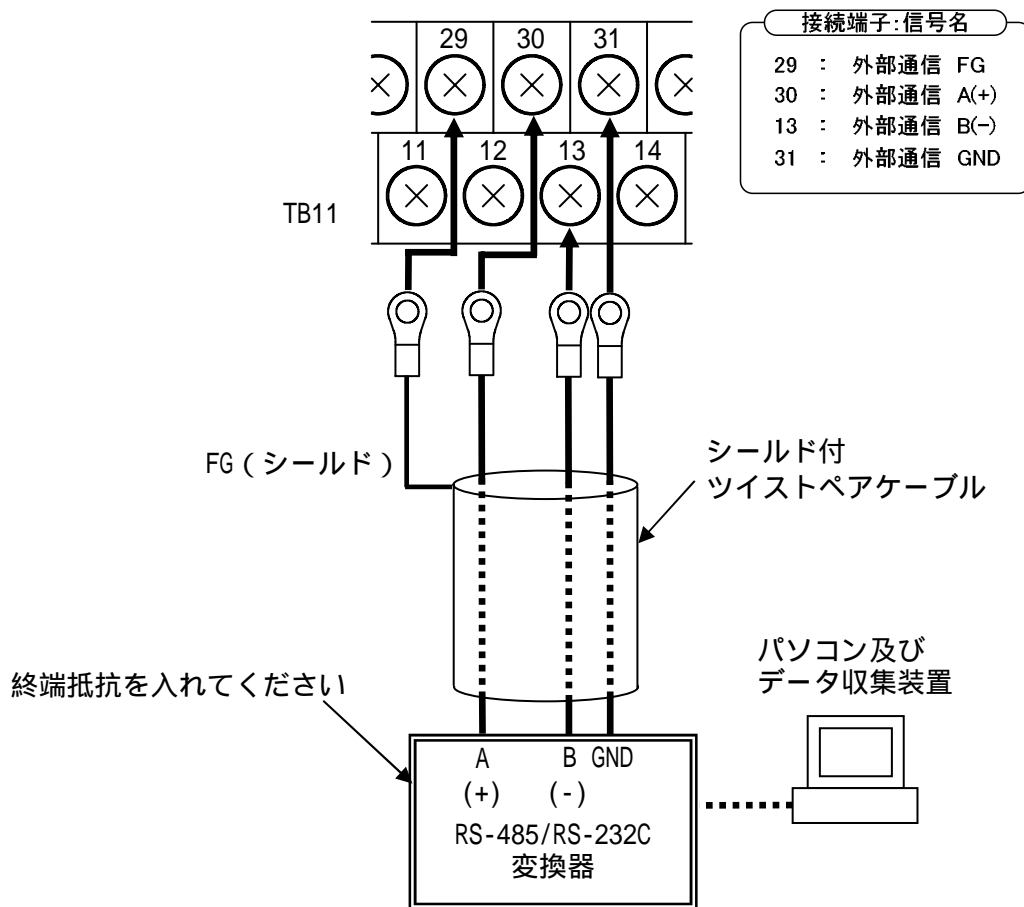 29 30 31
11 12 13 14
TB11
接続端子:信号名
29 : 外部通信 FG
30 : 外部通信 A(+)
13 : 外部通信 B(-)
31 : 外部通信 GND
FG(シールド)
シールド付
ツイストペアケーブル
終端抵抗を入れてください
パソコン及び
データ収集装置
A B GND
(+) (-)
RS-485/RS-232C
変換器